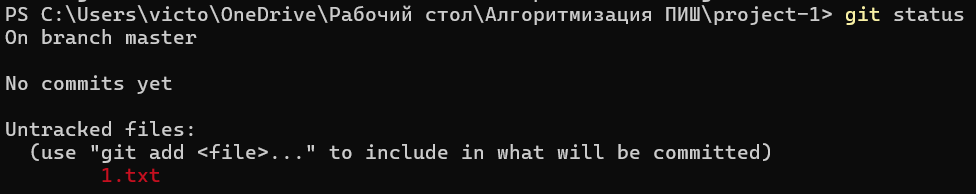 PS C:\Users\victo\OneDrive\Рабочий стол\Алгоритмизация ПИШ\project-1> git status
On branch master
No commits yet
Untracked files:
(use "git add <file>..." to include in what will be committed)
1.txt